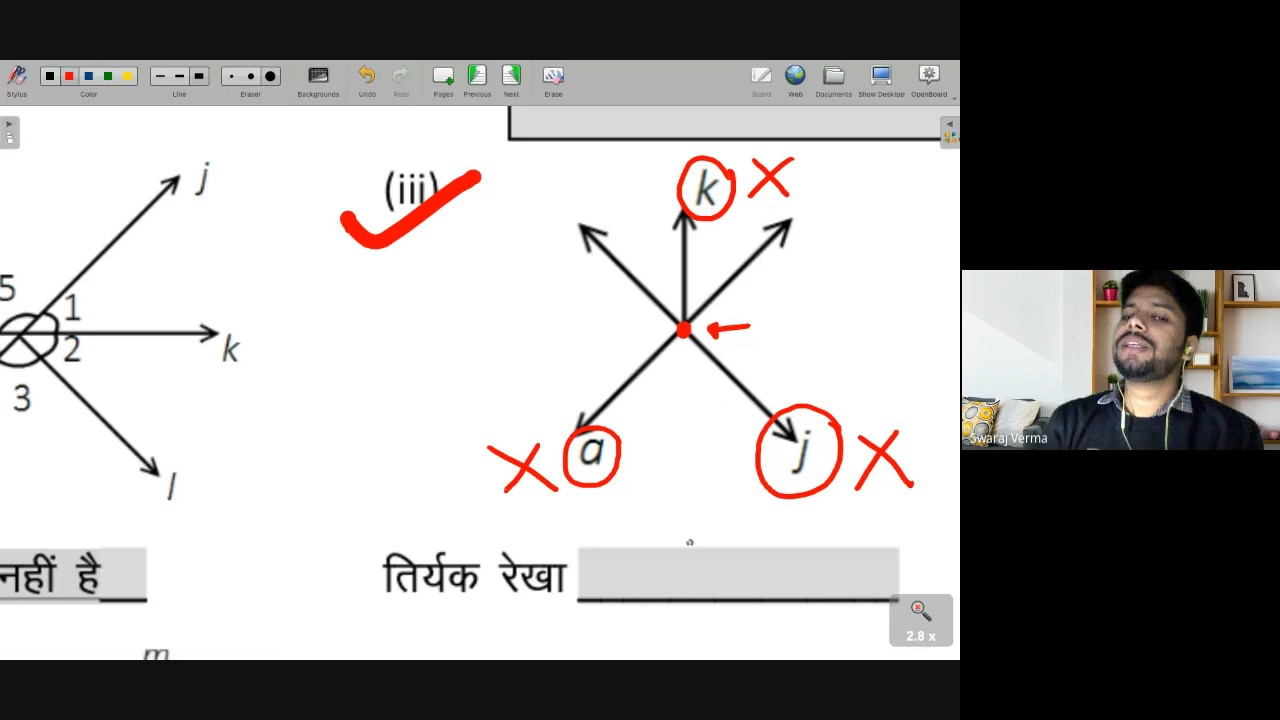 Stylus
Color
Line
Eraser
Backgrounds
Undo
Redo
Pages
Previous
Next
Erase
Board
Web
Documents
Show Desktop
OpenBoard
j
5
1
2
3
k
l
(iii)
k
a
j
नहीं है
तिर्यक रेखा
m
2.8 x
Swaraj Verma